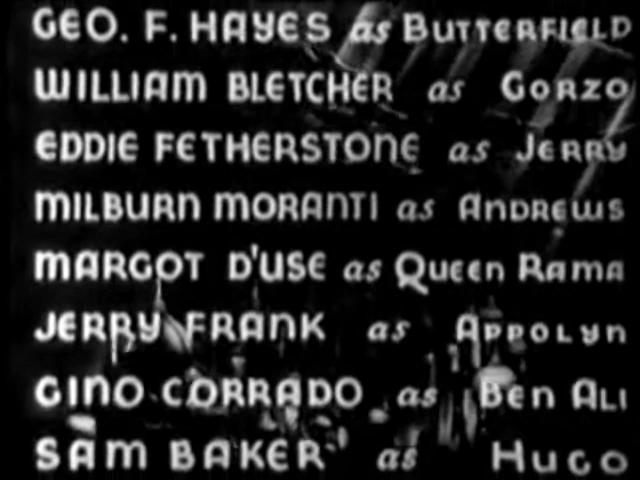 GEO. F. HAYES as BUTTERFIELD
WILLIAM BLETCHER as GORZO
EDDIE FETHERSTONE as JERRY
MILBURN MORANTI as ANDREWS
MARGOT D'USE as QUEEN RAMA
JERRY FRANK as APPOLYN
GINO CORRADO as BEN ALI
SAM BAKER as HUGO